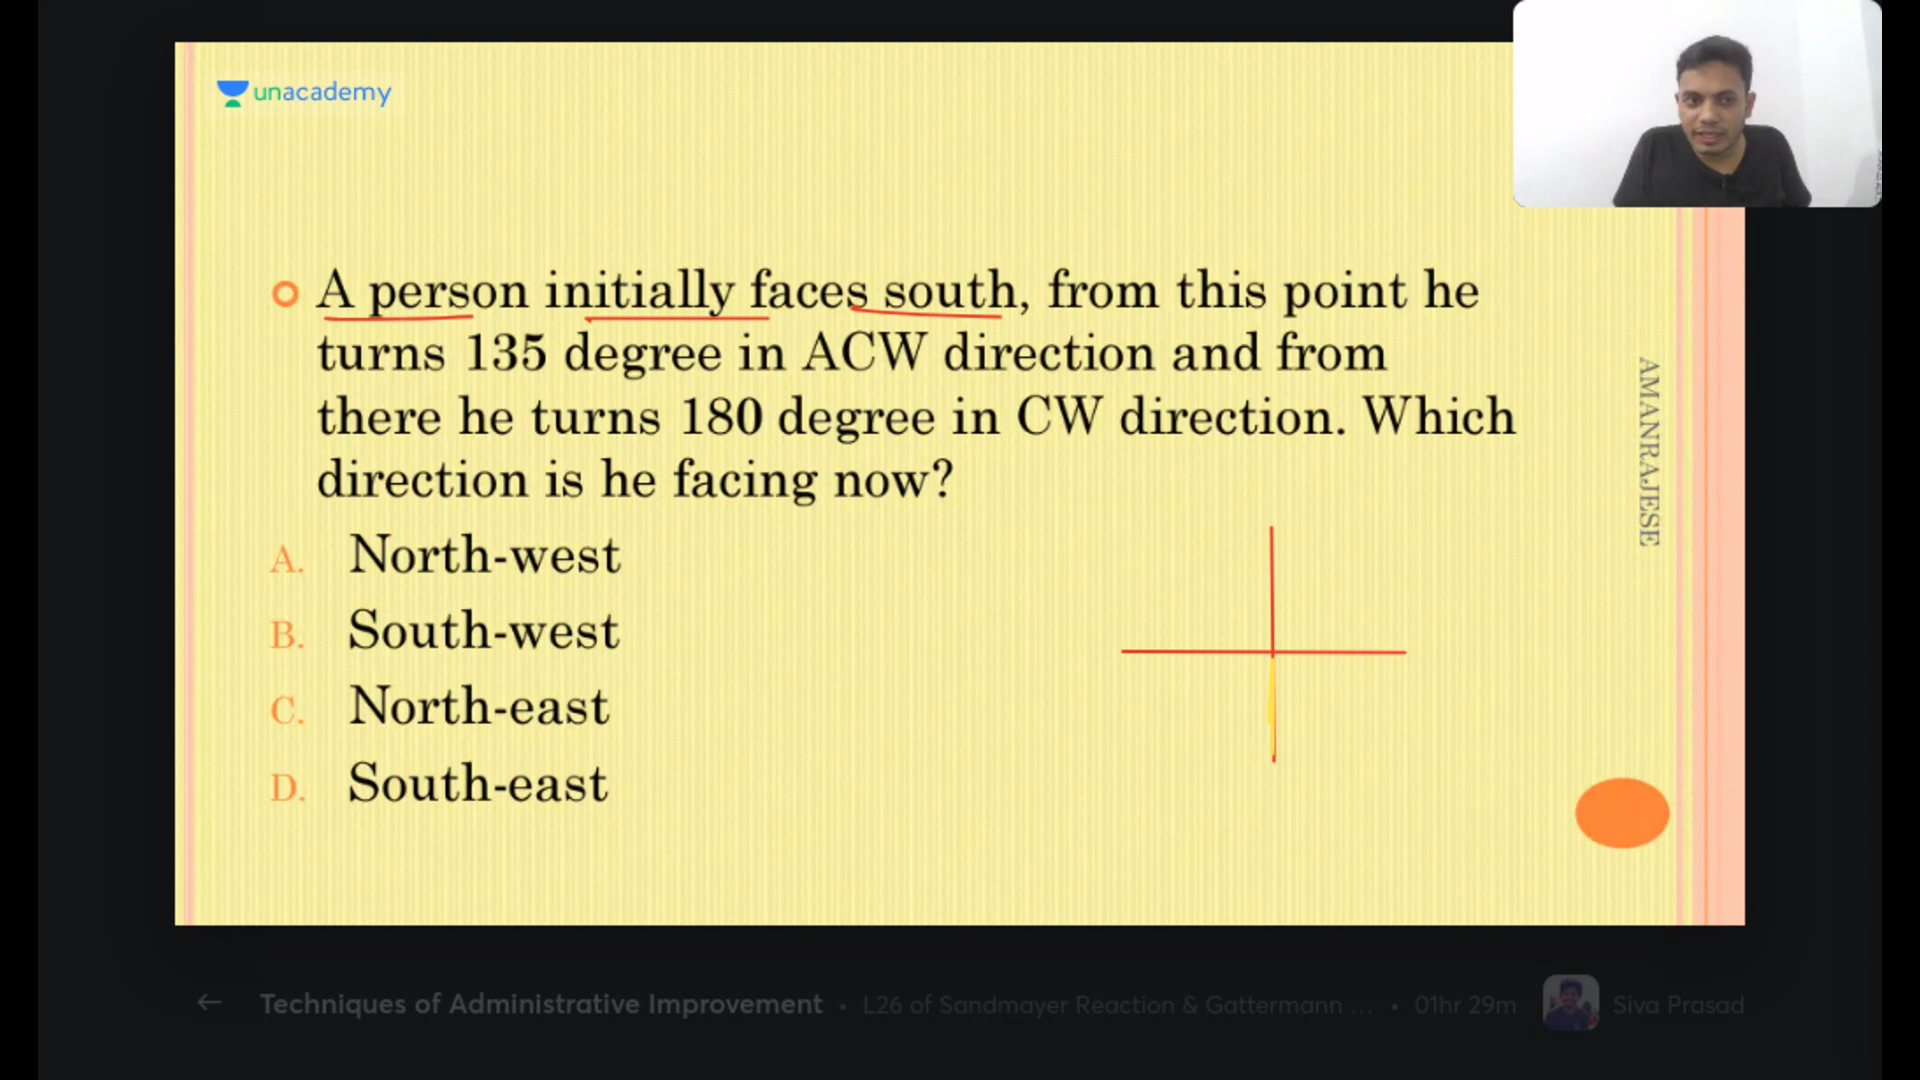 unacademy
A person initially faces south, from this point he
turns 135 degree in ACW direction and from
there he turns 180 degree in CW direction. Which
direction is he facing now?
A. North-west
B. South-west
C. North-east
D. South-east
AMANRAJESE
← Techniques of Administrative Improvement • L26 of Sandmayer Reaction & Gattermann ... • 01hr 29m Siva Prasad